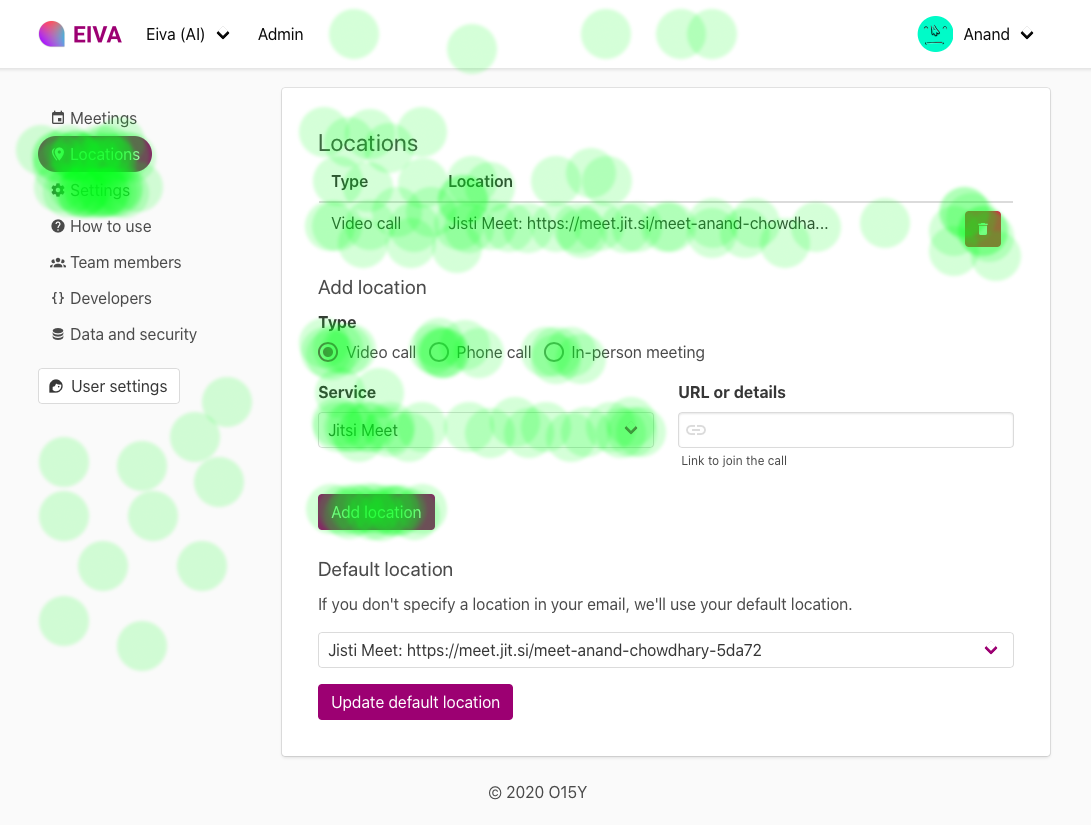 EIVA Eiva (AI) Admin Anand
Meetings
Locations
Settings
How to use
Team members
Developers
Data and security
User settings
Locations
Type Location
Video call Jisti Meet: https://meet.jit.si/meet-anand-chowdha...
Add location
Type
Video call Phone call In-person meeting
Service URL or details
Jitsi Meet
Link to join the call
Add location
Default location
If you don't specify a location in your email, we'll use your default location.
Jisti Meet: https://meet.jit.si/meet-anand-chowdhary-5da72
Update default location
© 2020 O15Y